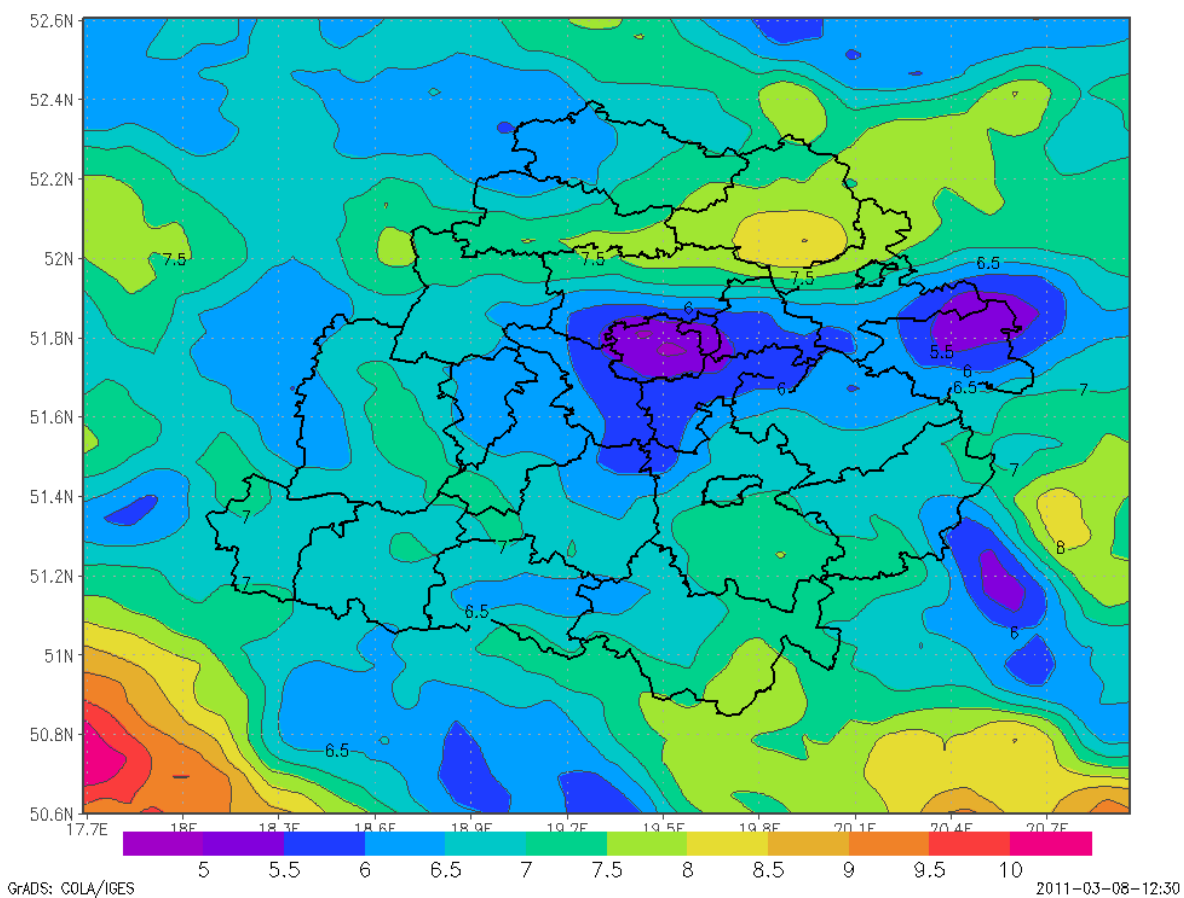 52.6N
52.4N
52.2N
52N
51.8N
51.6N
51.4N
51.2N
51N
50.8N
50.6N
7.5
7.5
7.5
6.5
6
5.5
6
6.5
6
7
7
7
7
7
8
6.5
6
6.5
17.7E 18E 18.3E 18.6E 18.9E 19.2E 19.5E 19.8E 20.1E 20.4E 20.7E
5 5.5 6 6.5 7 7.5 8 8.5 9 9.5 10
GrADS: COLA/IGES
2011-03-08-12:30